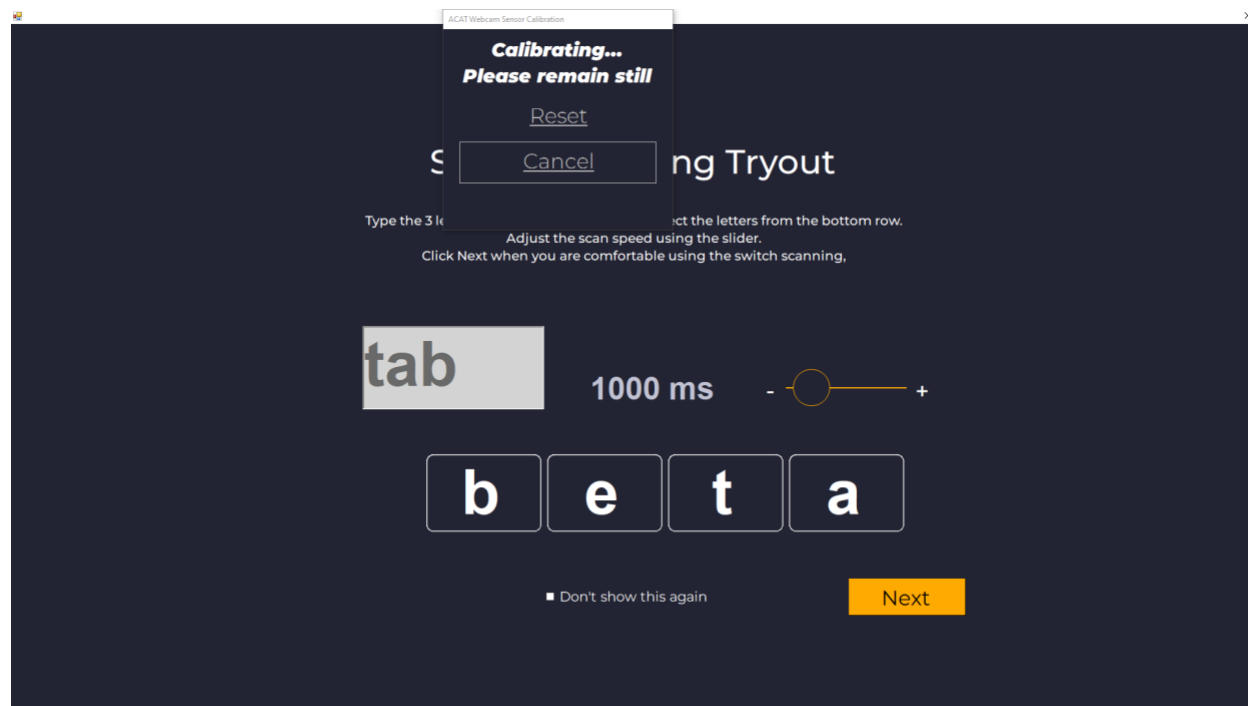 ACAT Webcam Sensor Calibration
Calibrating...
Please remain still
Reset
Cancel
S ng Tryout
Type the 3 le ect the letters from the bottom row.
Adjust the scan speed using the slider.
Click Next when you are comfortable using the switch scanning,
tab
1000 ms - +
b e t a
Don't show this again
Next